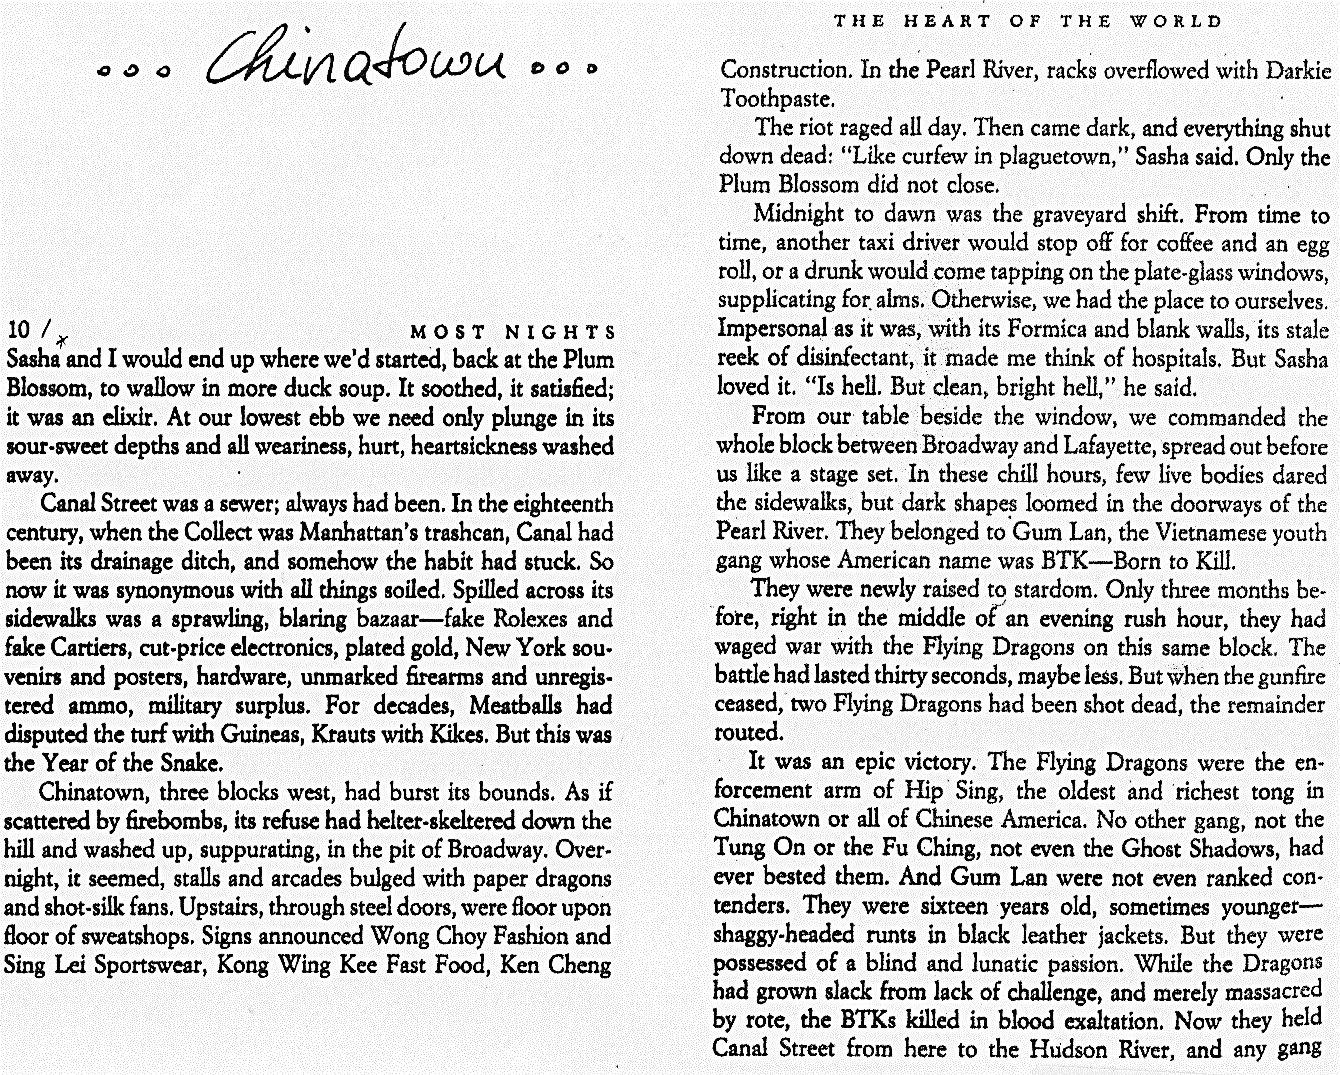 ... Chinatown ...
10 /
MOST NIGHTS
Sasha and I would end up where we'd started, back at the Plum
Blossom, to wallow in more duck soup. It soothed, it satisfied;
it was an elixir. At our lowest ebb we need only plunge in its
sour-sweet depths and all weariness, hurt, heartsickness washed
away.
Canal Street was a sewer; always had been. In the eighteenth
century, when the Collect was Manhattan's trashcan, Canal had
been its drainage ditch, and somehow the habit had stuck. So
now it was synonymous with all things soiled. Spilled across its
sidewalks was a sprawling, blaring bazaar—fake Rolexes and
fake Cartiers, cut-price electronics, plated gold, New York sou-
venirs and posters, hardware, unmarked firearms and unregis-
tered ammo, military surplus. For decades, Meatballs had
disputed the turf with Guineas, Krauts with Kikes. But this was
the Year of the Snake.
Chinatown, three blocks west, had burst its bounds. As if
scattered by firebombs, its refuse had helter-skeltered down the
hill and washed up, suppurating, in the pit of Broadway. Over-
night, it seemed, stalls and arcades bulged with paper dragons
and shot-silk fans. Upstairs, through steel doors, were floor upon
floor of sweatshops. Signs announced Wong Choy Fashion and
Sing Lei Sportswear, Kong Wing Kee Fast Food, Ken Cheng
THE HEART OF THE WORLD
Construction. In the Pearl River, racks overflowed with Darkie
Toothpaste.
The riot raged all day. Then came dark, and everything shut
down dead: "Like curfew in plaguetown," Sasha said. Only the
Plum Blossom did not close.
Midnight to dawn was the graveyard shift. From time to
time, another taxi driver would stop off for coffee and an egg
roll, or a drunk would come tapping on the plate-glass windows,
supplicating for alms. Otherwise, we had the place to ourselves.
Impersonal as it was, with its Formica and blank walls, its stale
reek of disinfectant, it made me think of hospitals. But Sasha
loved it. "Is hell. But clean, bright hell," he said.
From our table beside the window, we commanded the
whole block between Broadway and Lafayette, spread out before
us like a stage set. In these chill hours, few live bodies dared
the sidewalks, but dark shapes loomed in the doorways of the
Pearl River. They belonged to Gum Lan, the Vietnamese youth
gang whose American name was BTK—Born to Kill.
They were newly raised to stardom. Only three months be-
fore, right in the middle of an evening rush hour, they had
waged war with the Flying Dragons on this same block. The
battle had lasted thirty seconds, maybe less. But when the gunfire
ceased, two Flying Dragons had been shot dead, the remainder
routed.
It was an epic victory. The Flying Dragons were the en-
forcement arm of Hip Sing, the oldest and richest tong in
Chinatown or all of Chinese America. No other gang, not the
Tung On or the Fu Ching, not even the Ghost Shadows, had
ever bested them. And Gum Lan were not even ranked con-
tenders. They were sixteen years old, sometimes younger—
shaggy-headed runts in black leather jackets. But they were
possessed of a blind and lunatic passion. While the Dragons
had grown slack from lack of challenge, and merely massacred
by rote, the BTKs killed in blood exaltation. Now they held
Canal Street from here to the Hudson River, and any gang